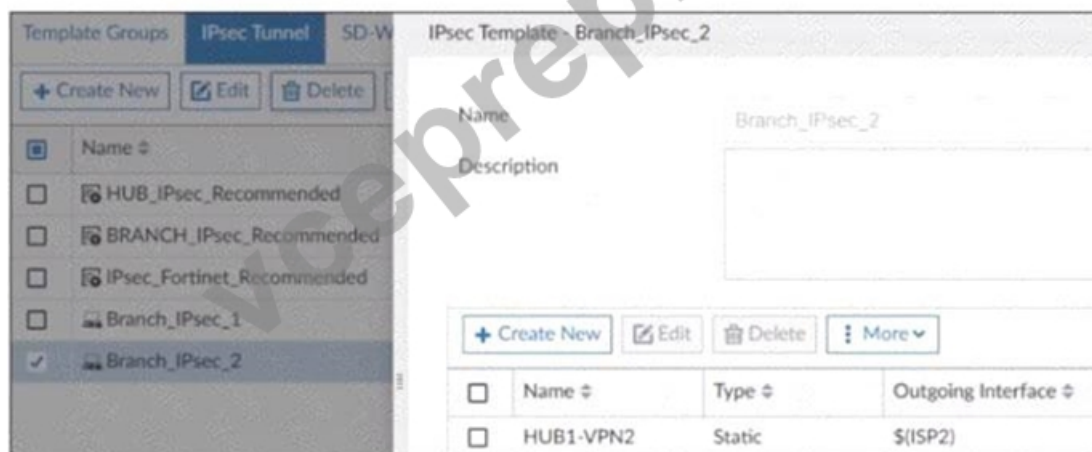 Template Groups IPsec Tunnel SD-W IPsec Template - Branch_IPsec_2
+ Create New Edit Delete
Name
HUB_IPsec_Recommended
BRANCH_IPsec_Recommended
IPsec_Fortinet_Recommended
Branch_IPsec_1
Branch_IPsec_2
Name Branch_IPsec_2
Description
+ Create New Edit Delete More
Name Type Outgoing Interface
HUB1-VPN2 Static $(ISP2)
vceprep